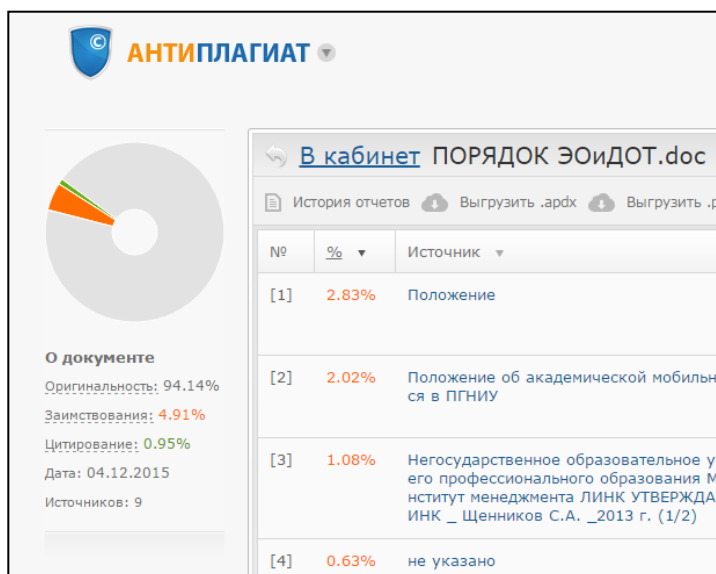 ©
АНТИПЛАГИАТ
В кабинет ПОРЯДОК ЭОиДОТ.doc
История отчетов Выгрузить .apdx Выгрузить
№ % Источник
[1] 2.83% Положение
[2] 2.02% Положение об академической
ся в ПГНИУ
[3] 1.08% Негосударственное образовательное
его профессионального образования
нститут менеджмента ЛИНК
ИНК _ Щенников С.А. _2013 г. (1/2)
[4] 0.63% не указано
О документе
Оригинальность: 94.14%
Заимствования: 4.91%
Цитирование: 0.95%
Дата: 04.12.2015
Источников: 9